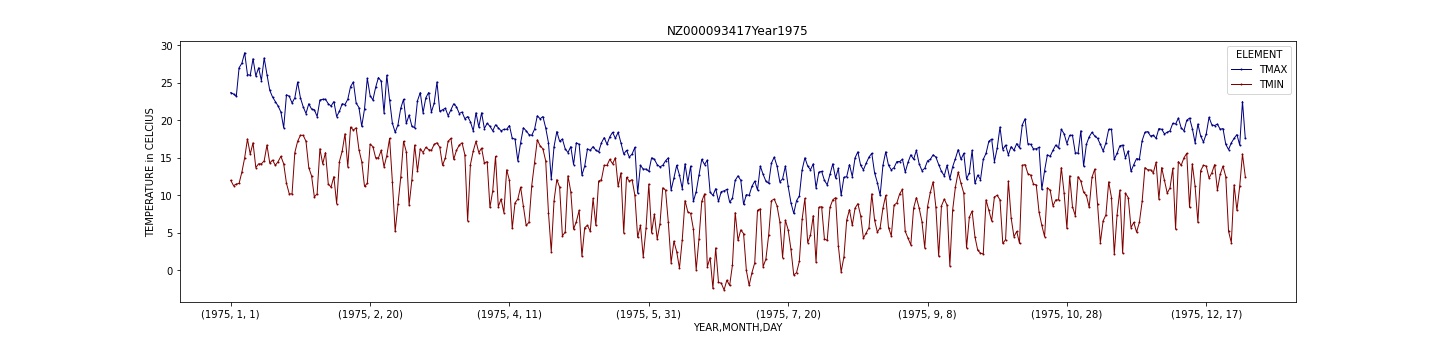 NZ000093417Year1975
30
25
20
15
10
5
0
TEMPERATURE in CELCIUS
ELEMENT
TMAX
TMIN
(1975, 1, 1) (1975, 2, 20) (1975, 4, 11) (1975, 5, 31) (1975, 7, 20) (1975, 9, 8) (1975, 10, 28) (1975, 12, 17)
YEAR,MONTH,DAY